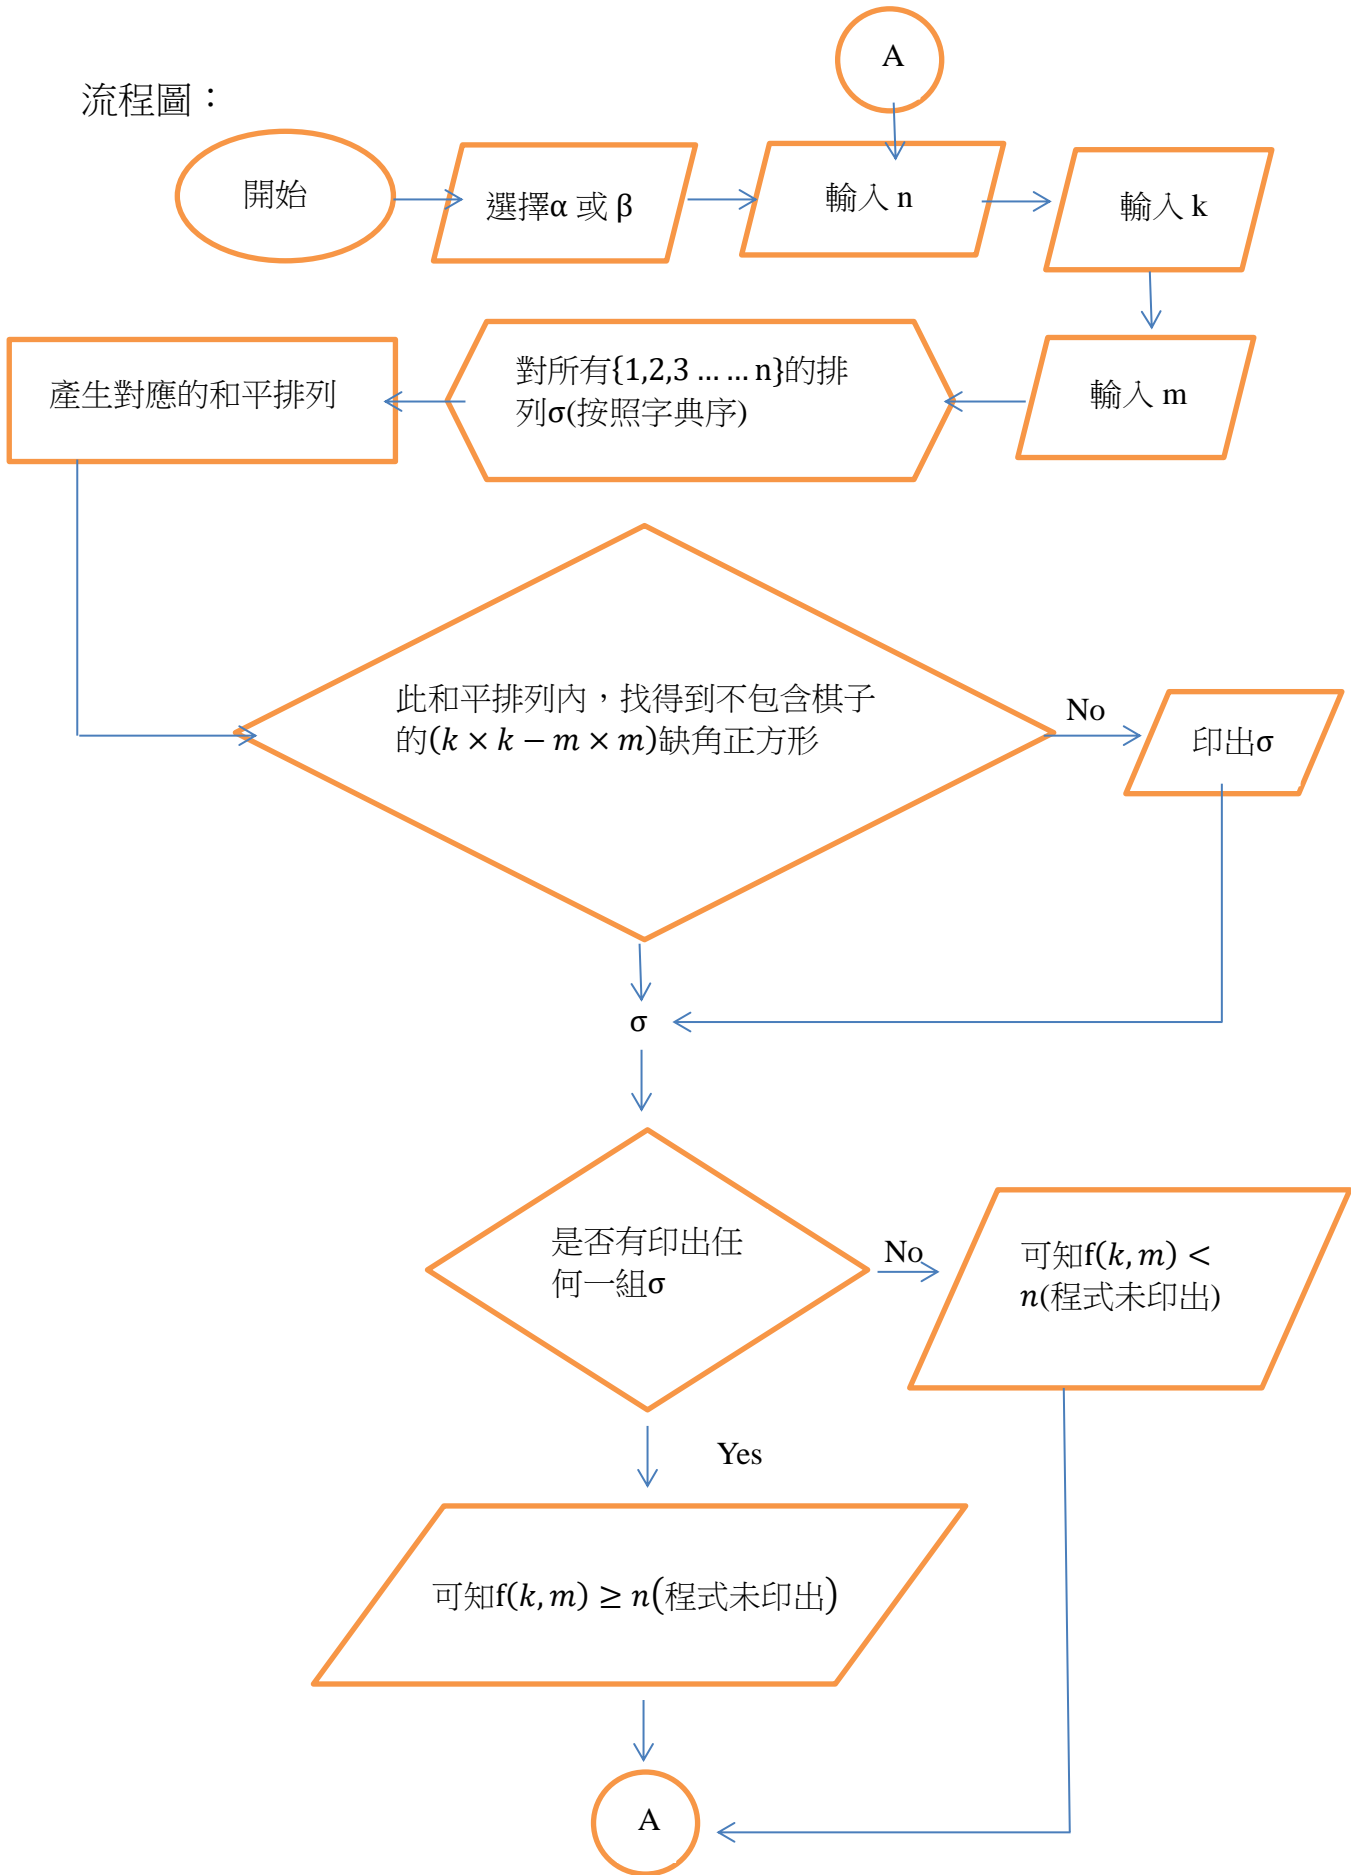 A
流程圖：
開始
選擇α 或 β
輸入 n
輸入 k
產生對應的和平排列
對所有{1,2,3 … … n}的排
列σ(按照字典序)
輸入 m
此和平排列內，找得到不包含棋子
的(k × k − m × m)缺角正方形
No
印出σ
σ
是否有印出任
何一組σ
No
可知f(k, m) <
n(程式未印出)
Yes
可知f(k, m) ≥ n(程式未印出)
A